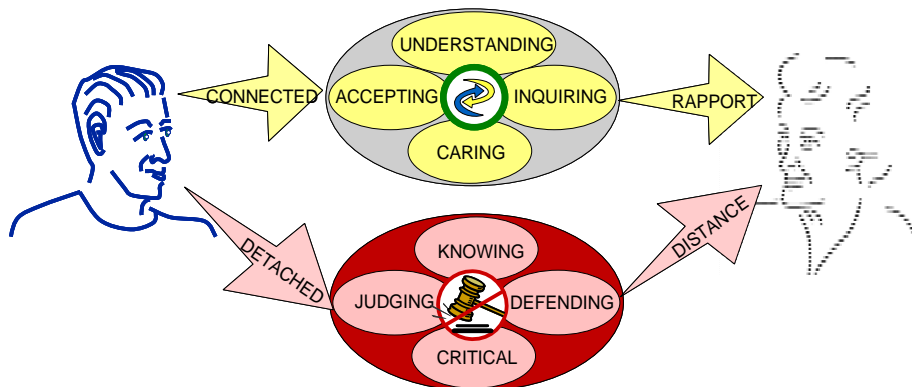 UNDERSTANDING
CONNECTED
ACCEPTING
INQUIRING
RAPPORT
CARING
DETACHED
KNOWING
JUDGING
DEFENDING
CRITICAL
DISTANCE